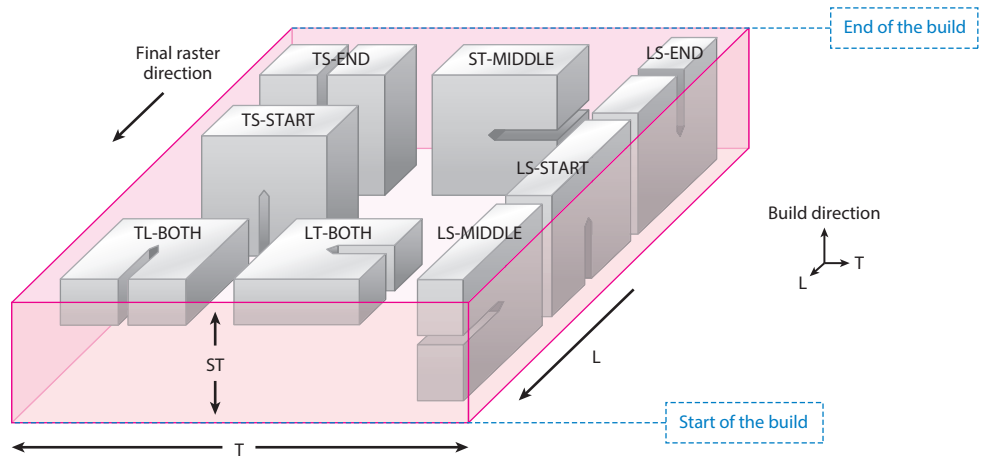 End of the build
Final raster
direction
TS-END
ST-MIDDLE
LS-END
TS-START
LS-START
TL-BOTH
LT-BOTH
LS-MIDDLE
Build direction
T
L
ST
L
Start of the build
T